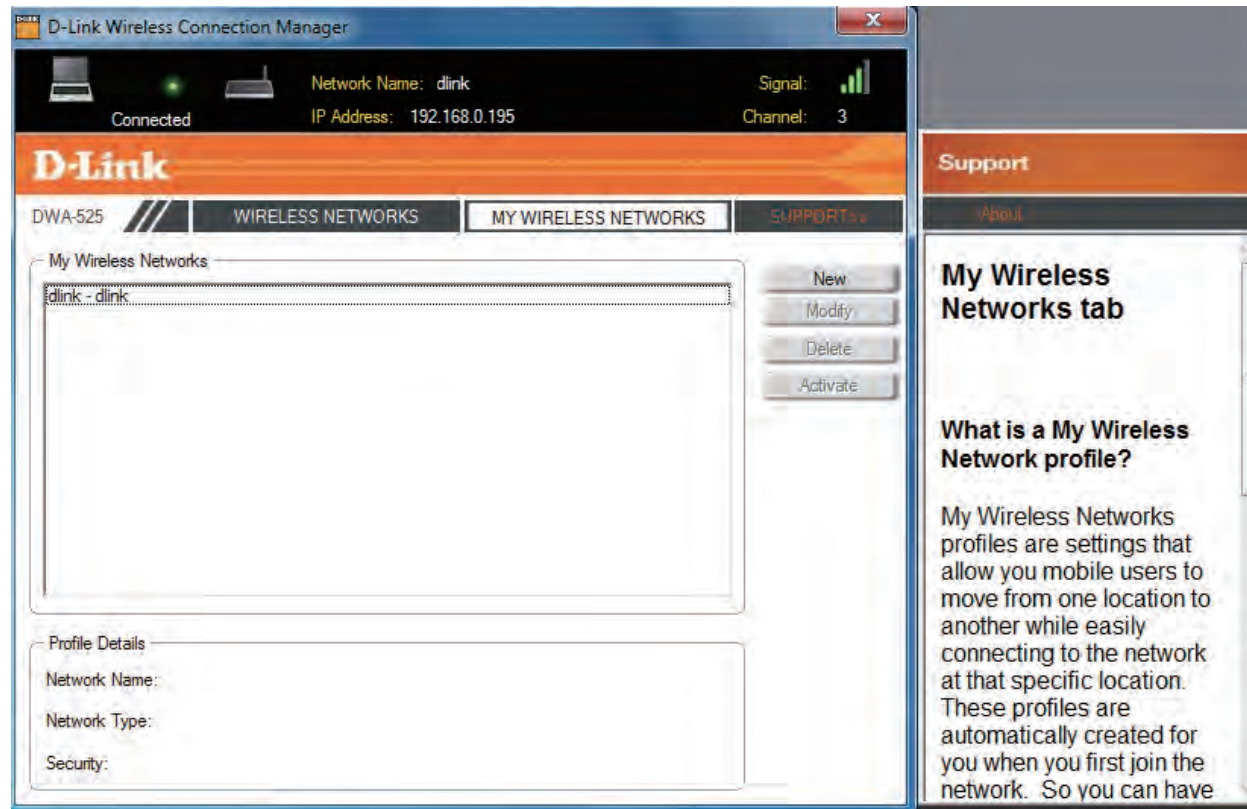 D-Link Wireless Connection Manager
Network Name: dlink
Signal:
Connected
IP Address: 192.168.0.195
Channel: 3
D-Link
DWA-525
WIRELESS NETWORKS
MY WIRELESS NETWORKS
SUPPORT>>
My Wireless Networks
dlink - dlink
New
Modify
Delete
Activate
Profile Details
Network Name:
Network Type:
Security:
Support
About
My Wireless
Networks tab
What is a My Wireless
Network profile?
My Wireless Networks
profiles are settings that
allow you mobile users to
move from one location to
another while easily
connecting to the network
at that specific location.
These profiles are
automatically created for
you when you first join the
network. So you can have